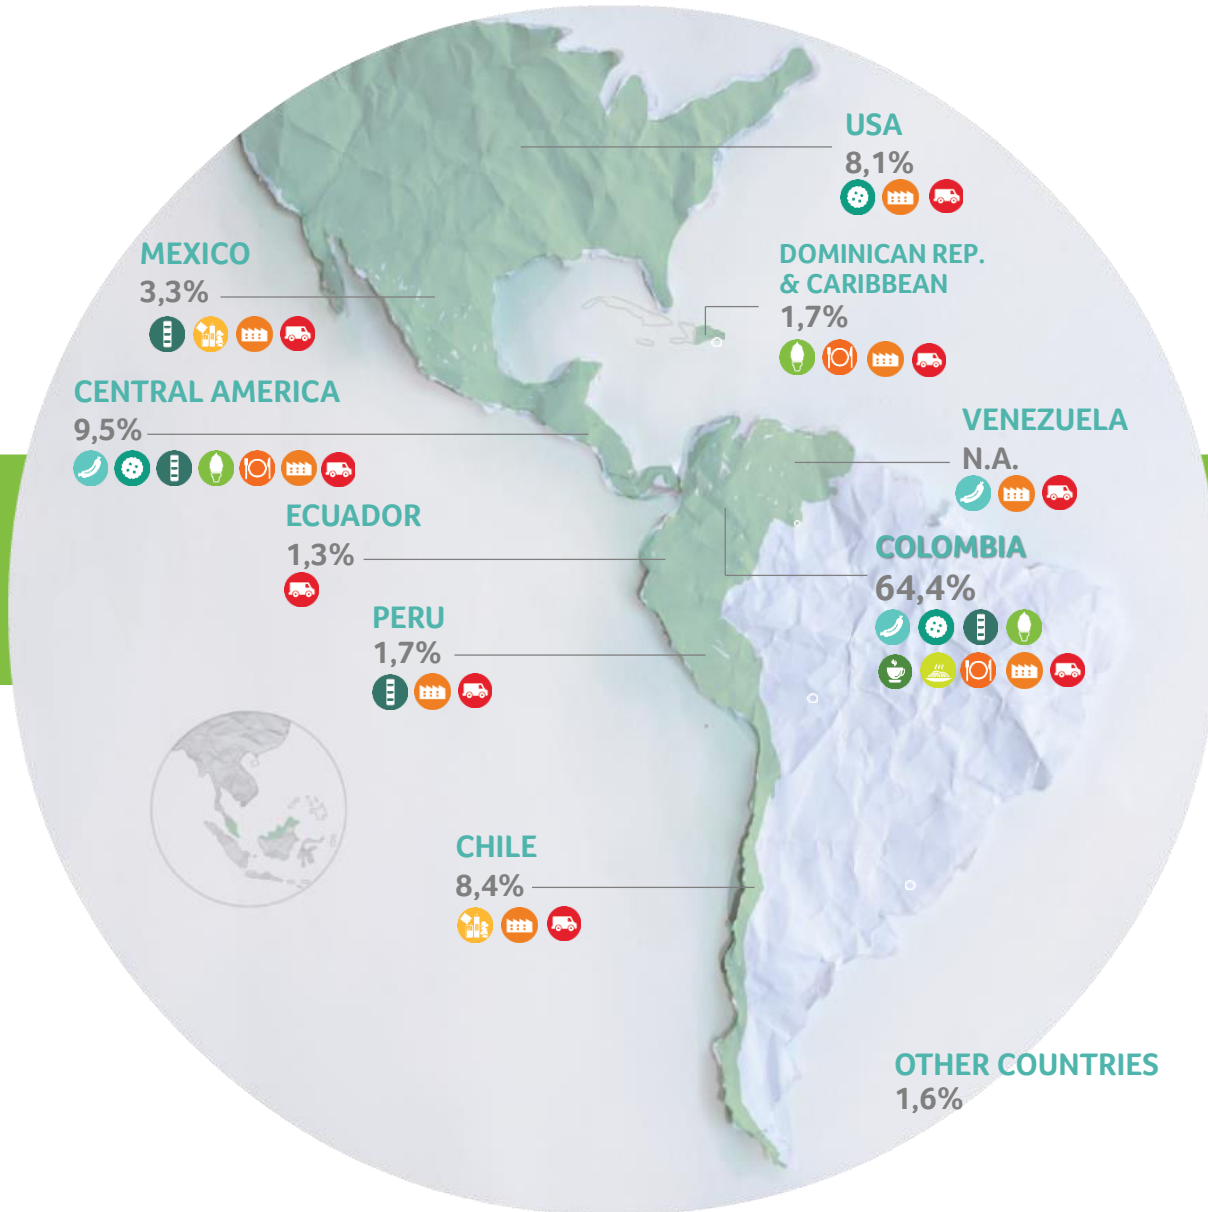 USA
8,1%
MEXICO
3,3%
DOMINICAN REP.
& CARIBBEAN
1,7%
CENTRAL AMERICA
9,5%
VENEZUELA
N.A.
ECUADOR
1,3%
COLOMBIA
64,4%
PERU
1,7%
CHILE
8,4%
OTHER COUNTRIES
1,6%